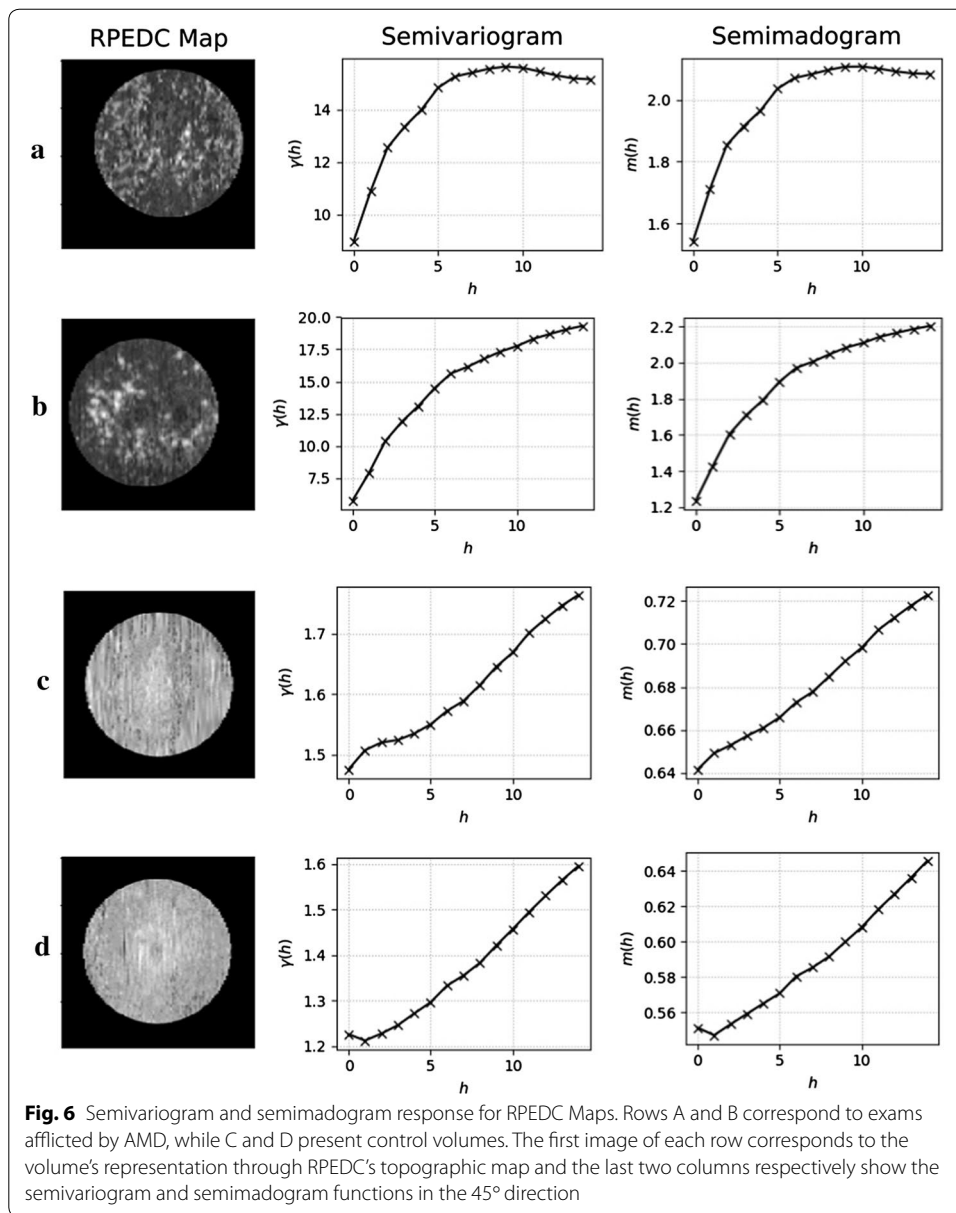 RPEDC Map Semivariogram Semimadogram
a
14
12
10
γ(h)
0 5 10
h
2.0
1.8
1.6
m(h)
0 5 10
h
b
20.0
17.5
15.0
12.5
10.0
7.5
γ(h)
0 5 10
h
2.2
2.0
1.8
1.6
1.4
1.2
m(h)
0 5 10
h
c
1.7
1.6
1.5
γ(h)
0 5 10
h
0.72
0.70
0.68
0.66
0.64
m(h)
0 5 10
h
d
1.6
1.5
1.4
1.3
1.2
γ(h)
0 5 10
h
0.64
0.62
0.60
0.58
0.56
m(h)
0 5 10
h
Fig. 6 Semivariogram and semimadogram response for RPEDC Maps. Rows A and B correspond to exams
afflicted by AMD, while C and D present control volumes. The first image of each row corresponds to the
volume's representation through RPEDC's topographic map and the last two columns respectively show the
semivariogram and semimadogram functions in the 45º direction